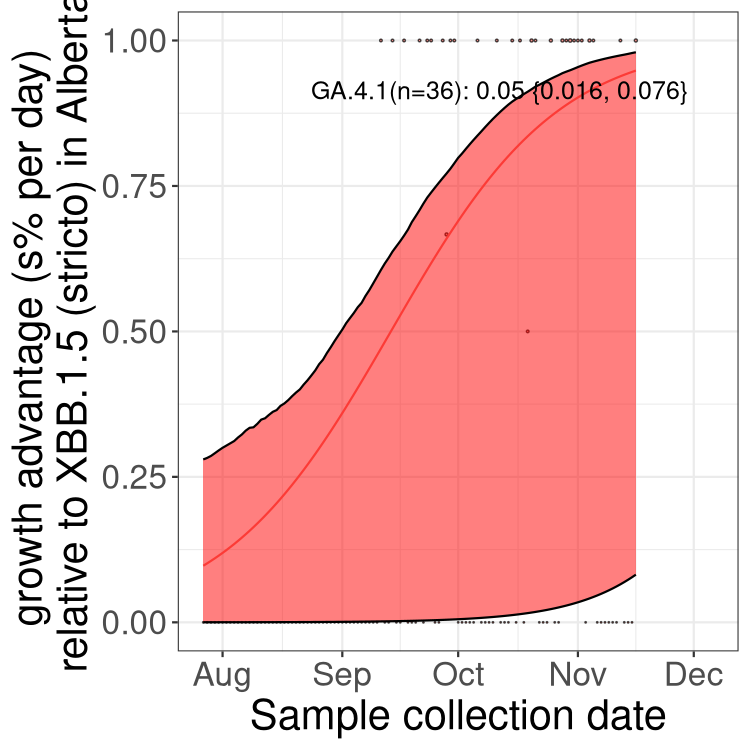 growth advantage (s% per day)
relative to XBB.1.5 (stricto) in Alberta
1.00
0.75
0.50
0.25
0.00
GA.4.1(n=36): 0.05 {0.016, 0.076}
Aug Sep Oct Nov Dec
Sample collection date